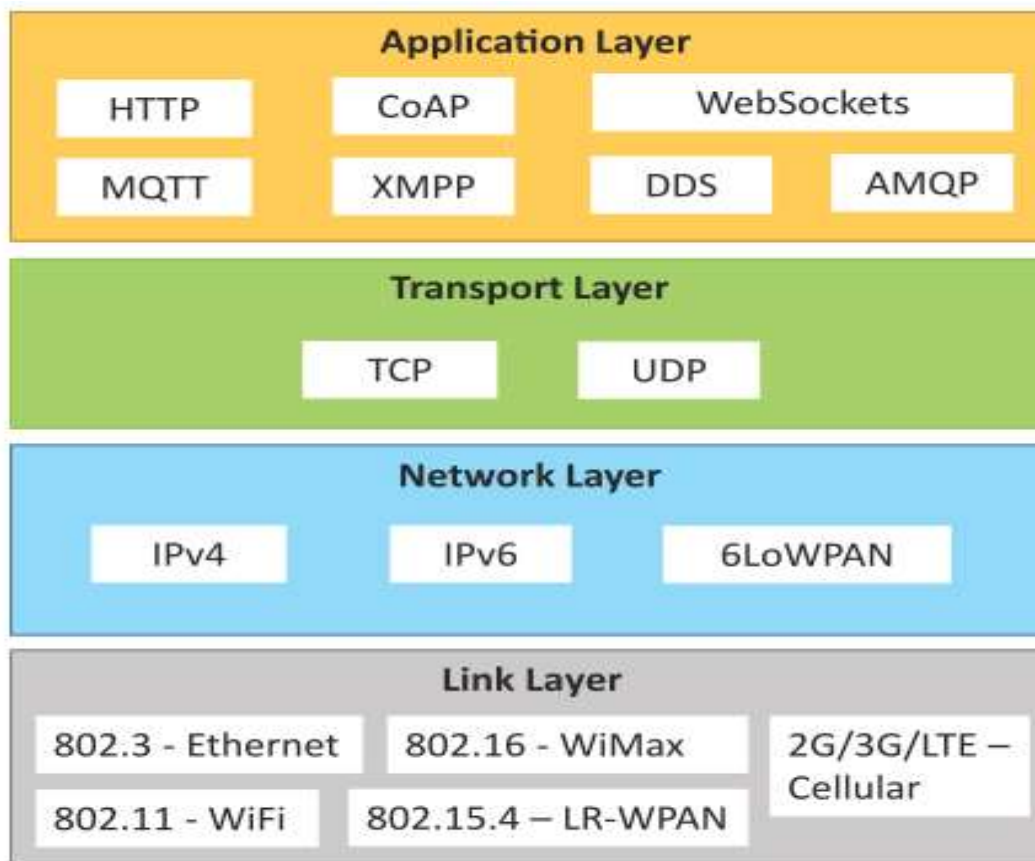 Application Layer
HTTP
CoAP
WebSockets
MQTT
XMPP
DDS
AMQP
Transport Layer
TCP
UDP
Network Layer
IPv4
IPv6
6LoWPAN
Link Layer
802.3 - Ethernet
802.16 - WiMax
2G/3G/LTE –
Cellular
802.11 - WiFi
802.15.4 – LR-WPAN